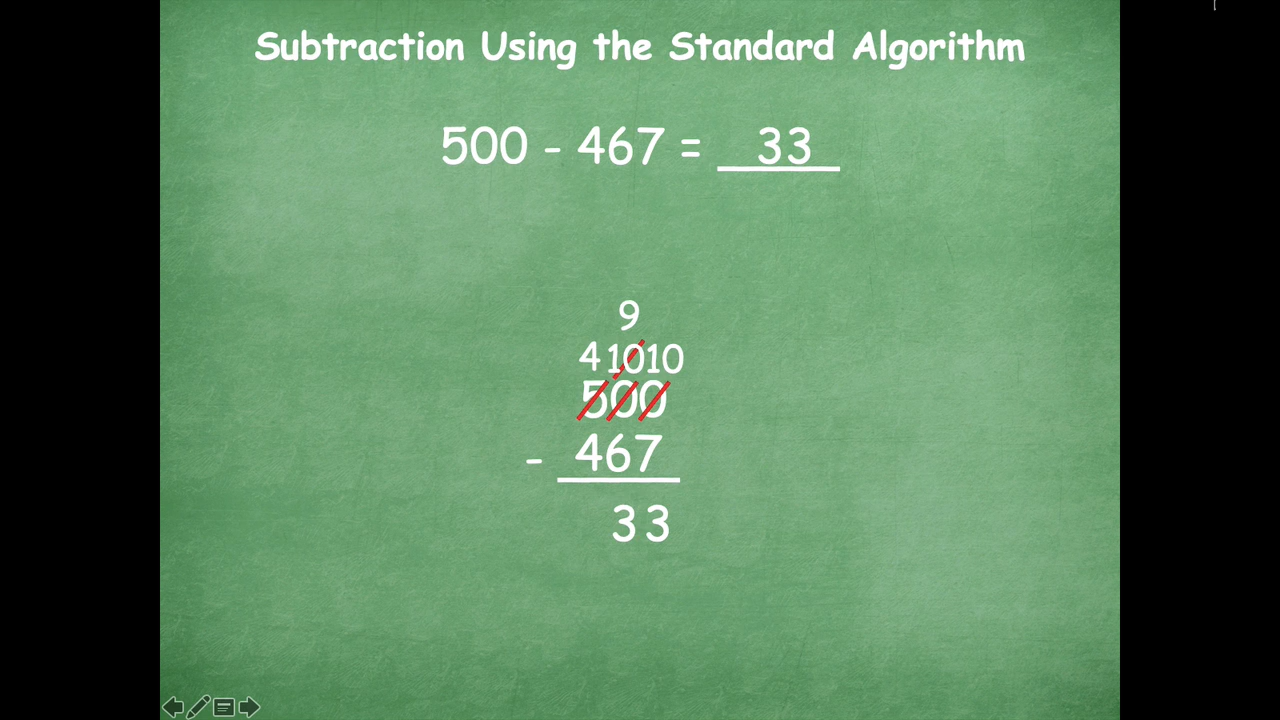 Subtraction Using the Standard Algorithm
500 - 467 = 33
9
4 10 10
500
- 467
33